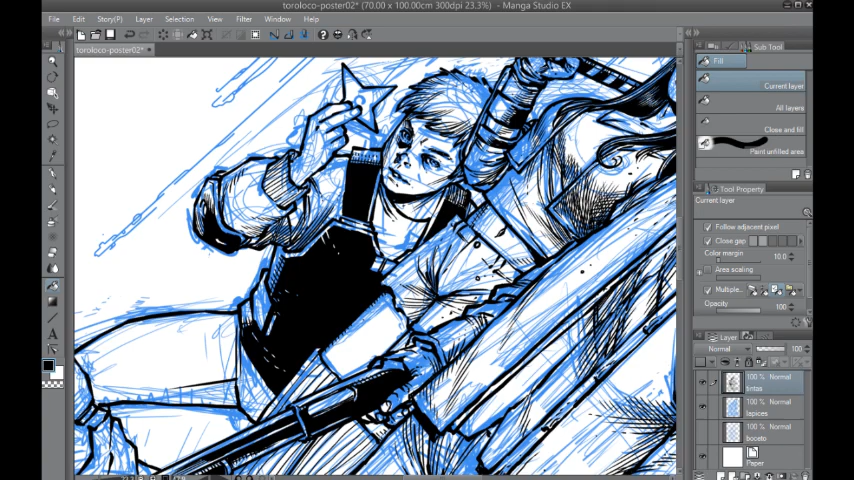 toroloco-poster02* (70.00 x 100.00cm 300dpi 23.3%) - Manga Studio EX
File Edit Story(P) Layer Selection View Filter Window Help
toroloco-poster02*
Sub Tool
Fill
Current layer
All layers
Close and fill
Paint unfilled area
Tool Property
Current layer
Follow adjacent pixel
Close gap
Color margin 10.0
Area scaling
Multiple
Opacity 100
Layer
Normal 100
100 % Normal
tintas
100 % Normal
lapices
100 % Normal
boceto
Paper